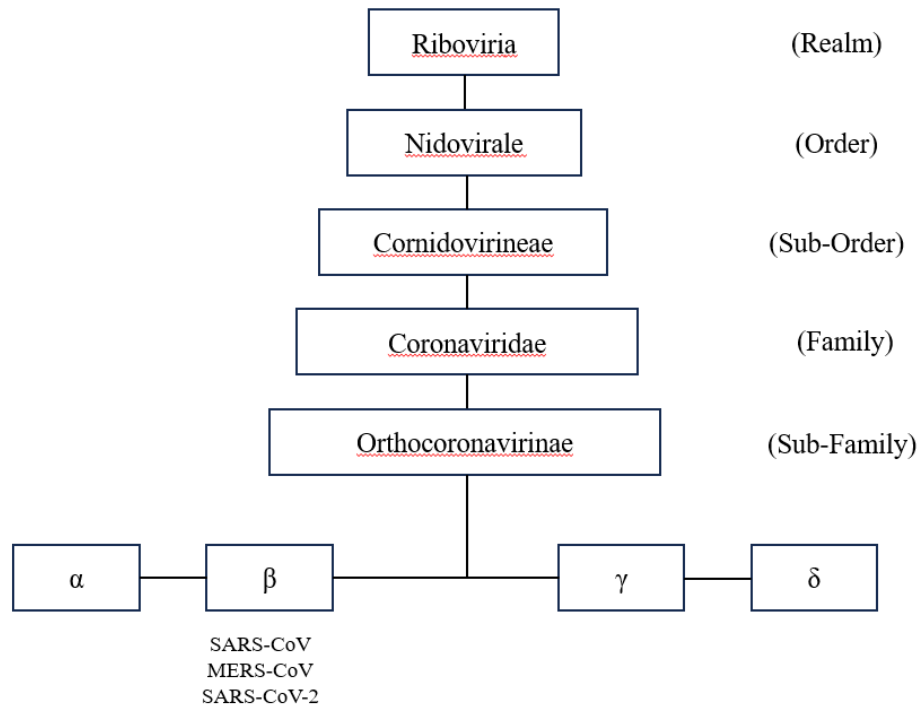 Riboviria (Realm)
Nidovirale (Order)
Cornidovirineae (Sub-Order)
Coronaviridae (Family)
Orthocoronavirinae (Sub-Family)
α β γ δ
SARS-CoV
MERS-CoV
SARS-CoV-2